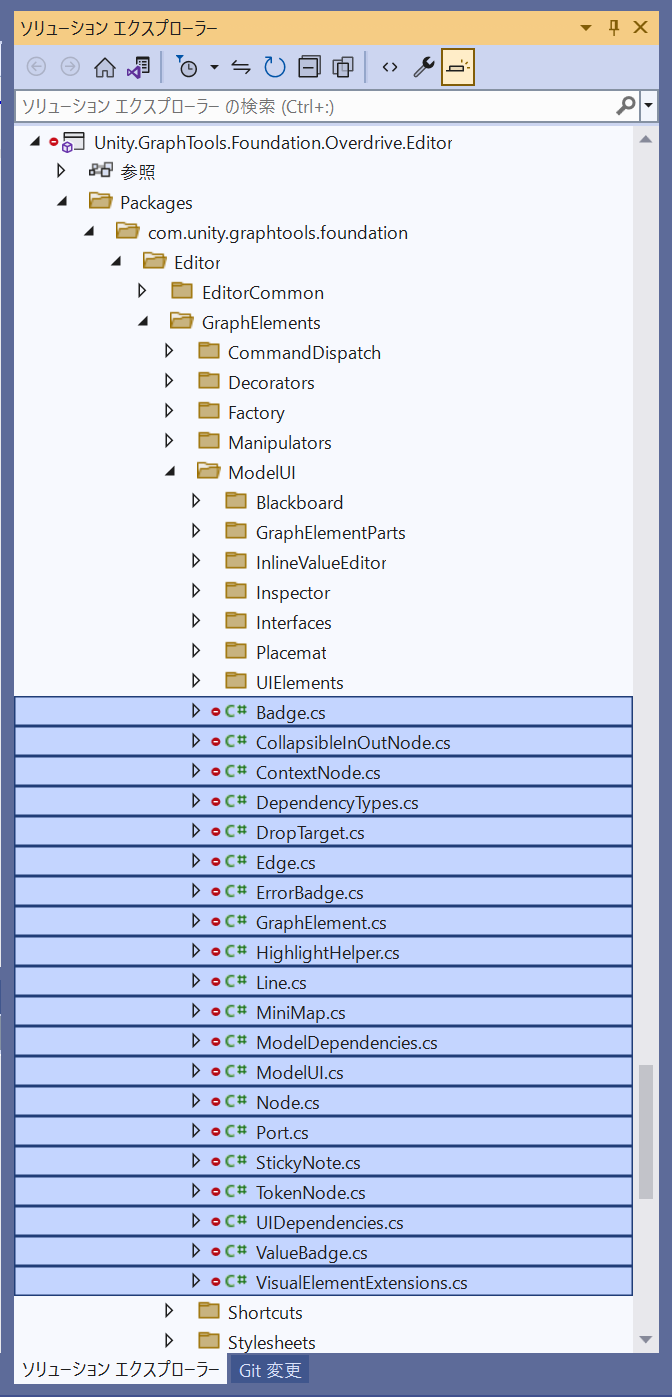 ソリューション エクスプローラー
ソリューション エクスプローラー の検索 (Ctrl+:)
Unity.GraphTools.Foundation.Overdrive.Editor
参照
Packages
com.unity.graphtools.foundation
Editor
EditorCommon
GraphElements
CommandDispatch
Decorators
Factory
Manipulators
ModelUI
Blackboard
GraphElementParts
InlineValueEditor
Inspector
Interfaces
Placemat
UIElements
C# Badge.cs
C# CollapsibleInOutNode.cs
C# ContextNode.cs
C# DependencyTypes.cs
C# DropTarget.cs
C# Edge.cs
C# ErrorBadge.cs
C# GraphElement.cs
C# HighlightHelper.cs
C# Line.cs
C# MiniMap.cs
C# ModelDependencies.cs
C# ModelUI.cs
C# Node.cs
C# Port.cs
C# StickyNote.cs
C# TokenNode.cs
C# UIDependencies.cs
C# ValueBadge.cs
C# VisualElementExtensions.cs
Shortcuts
Stylesheets
ソリューション エクスプローラー Git 変更